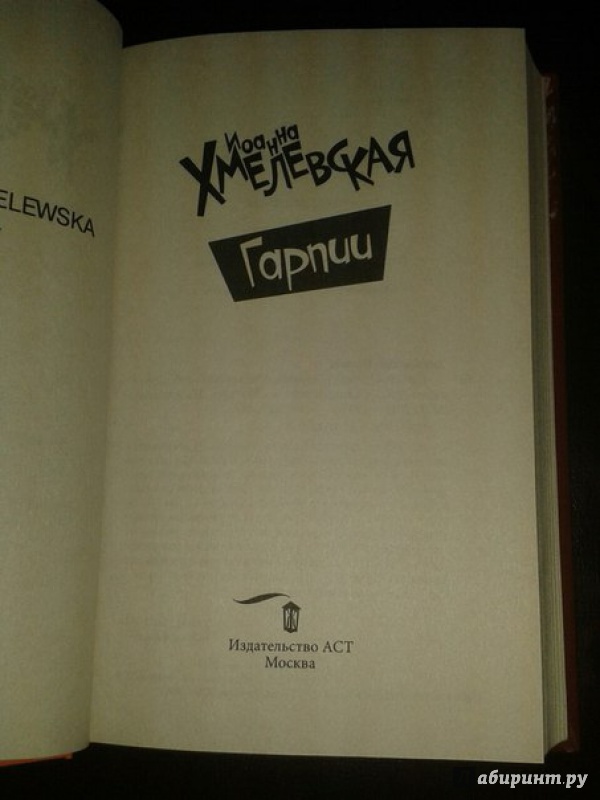 ELEWSKA
Иоанна
ХМЕЛЕВСКАЯ
Гарпии
Издательство АСТ
Москва
абиринт.ру